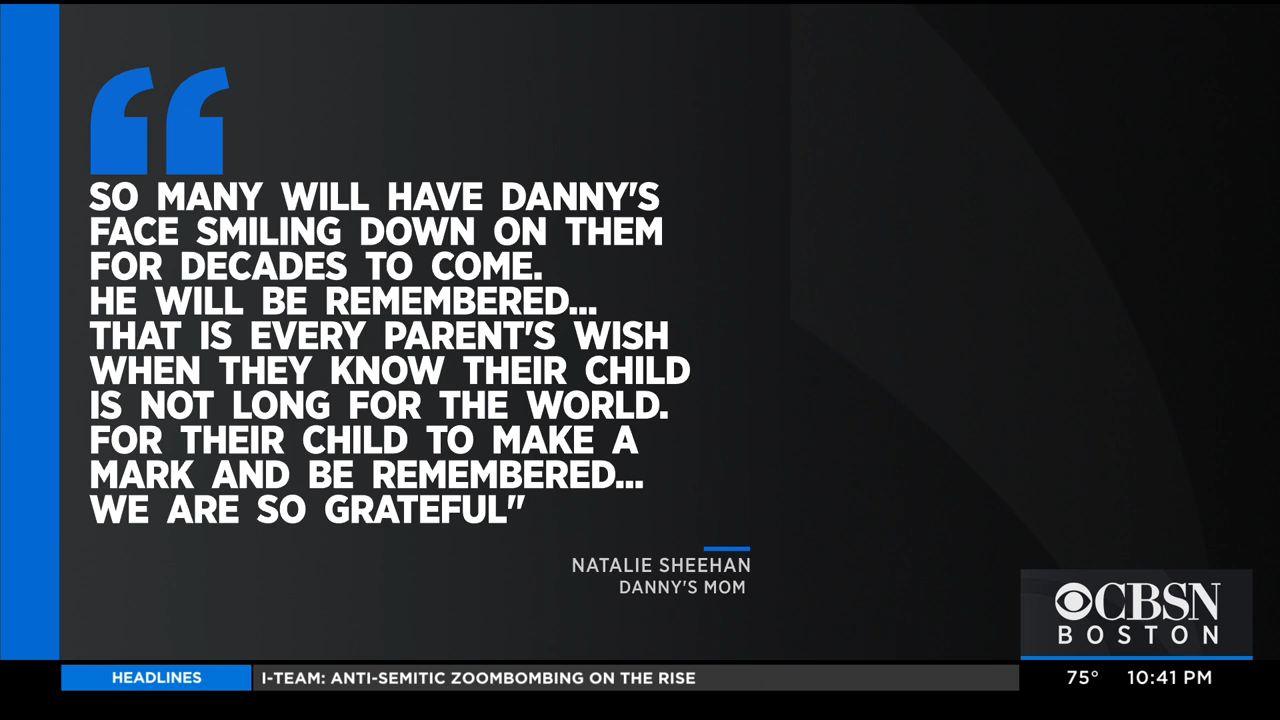 “
SO MANY WILL HAVE DANNY'S
FACE SMILING DOWN ON THEM
FOR DECADES TO COME.
HE WILL BE REMEMBERED...
THAT IS EVERY PARENT'S WISH
WHEN THEY KNOW THEIR CHILD
IS NOT LONG FOR THE WORLD.
FOR THEIR CHILD TO MAKE A
MARK AND BE REMEMBERED...
WE ARE SO GRATEFUL"
NATALIE SHEEHAN
DANNY'S MOM
CBSN
BOSTON
HEADLINES
I-TEAM: ANTI-SEMITIC ZOOMBOMBING ON THE RISE
75° 10:41 PM